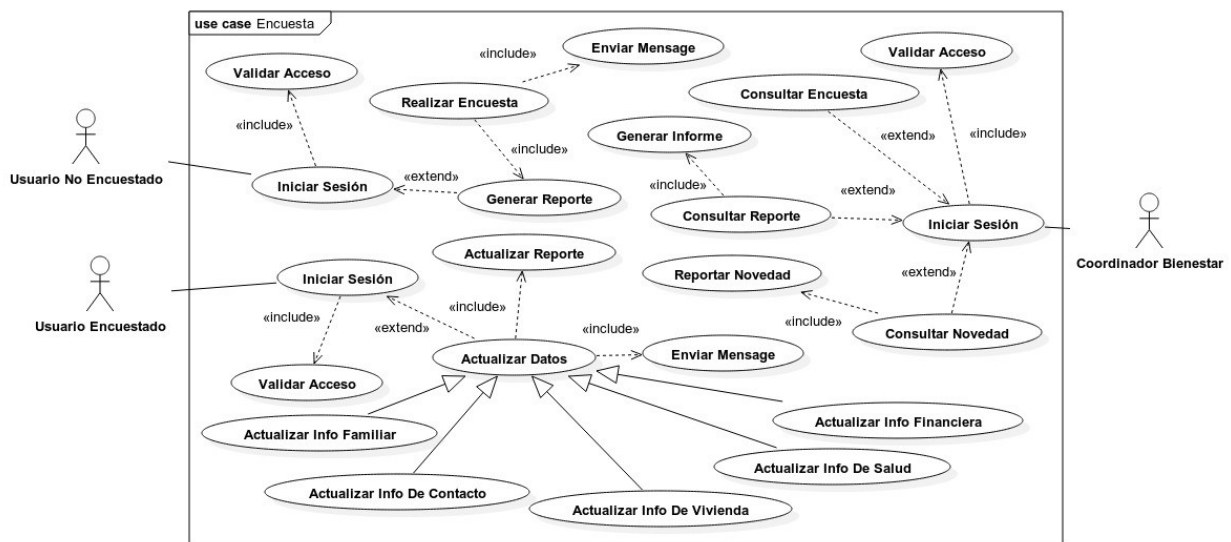 use case Encuesta
Enviar Mensage
Validar Acceso
«include»
Validar Acceso
Consultar Encuesta
Realizar Encuesta
«include»
Generar Informe
«extend»
«include»
«include»
Usuario No Encuestado
«extend»
Iniciar Sesión
«include»
«extend»
Generar Reporte
Consultar Reporte
Iniciar Sesión
Actualizar Reporte
Coordinador Bienestar
Iniciar Sesión
Reportar Novedad
«extend»
«include»
Usuario Encuestado
«include»
«extend»
«include»
«include»
Consultar Novedad
Actualizar Datos
Enviar Mensage
Validar Acceso
Actualizar Info Financiera
Actualizar Info Familiar
Actualizar Info De Salud
Actualizar Info De Contacto
Actualizar Info De Vivienda